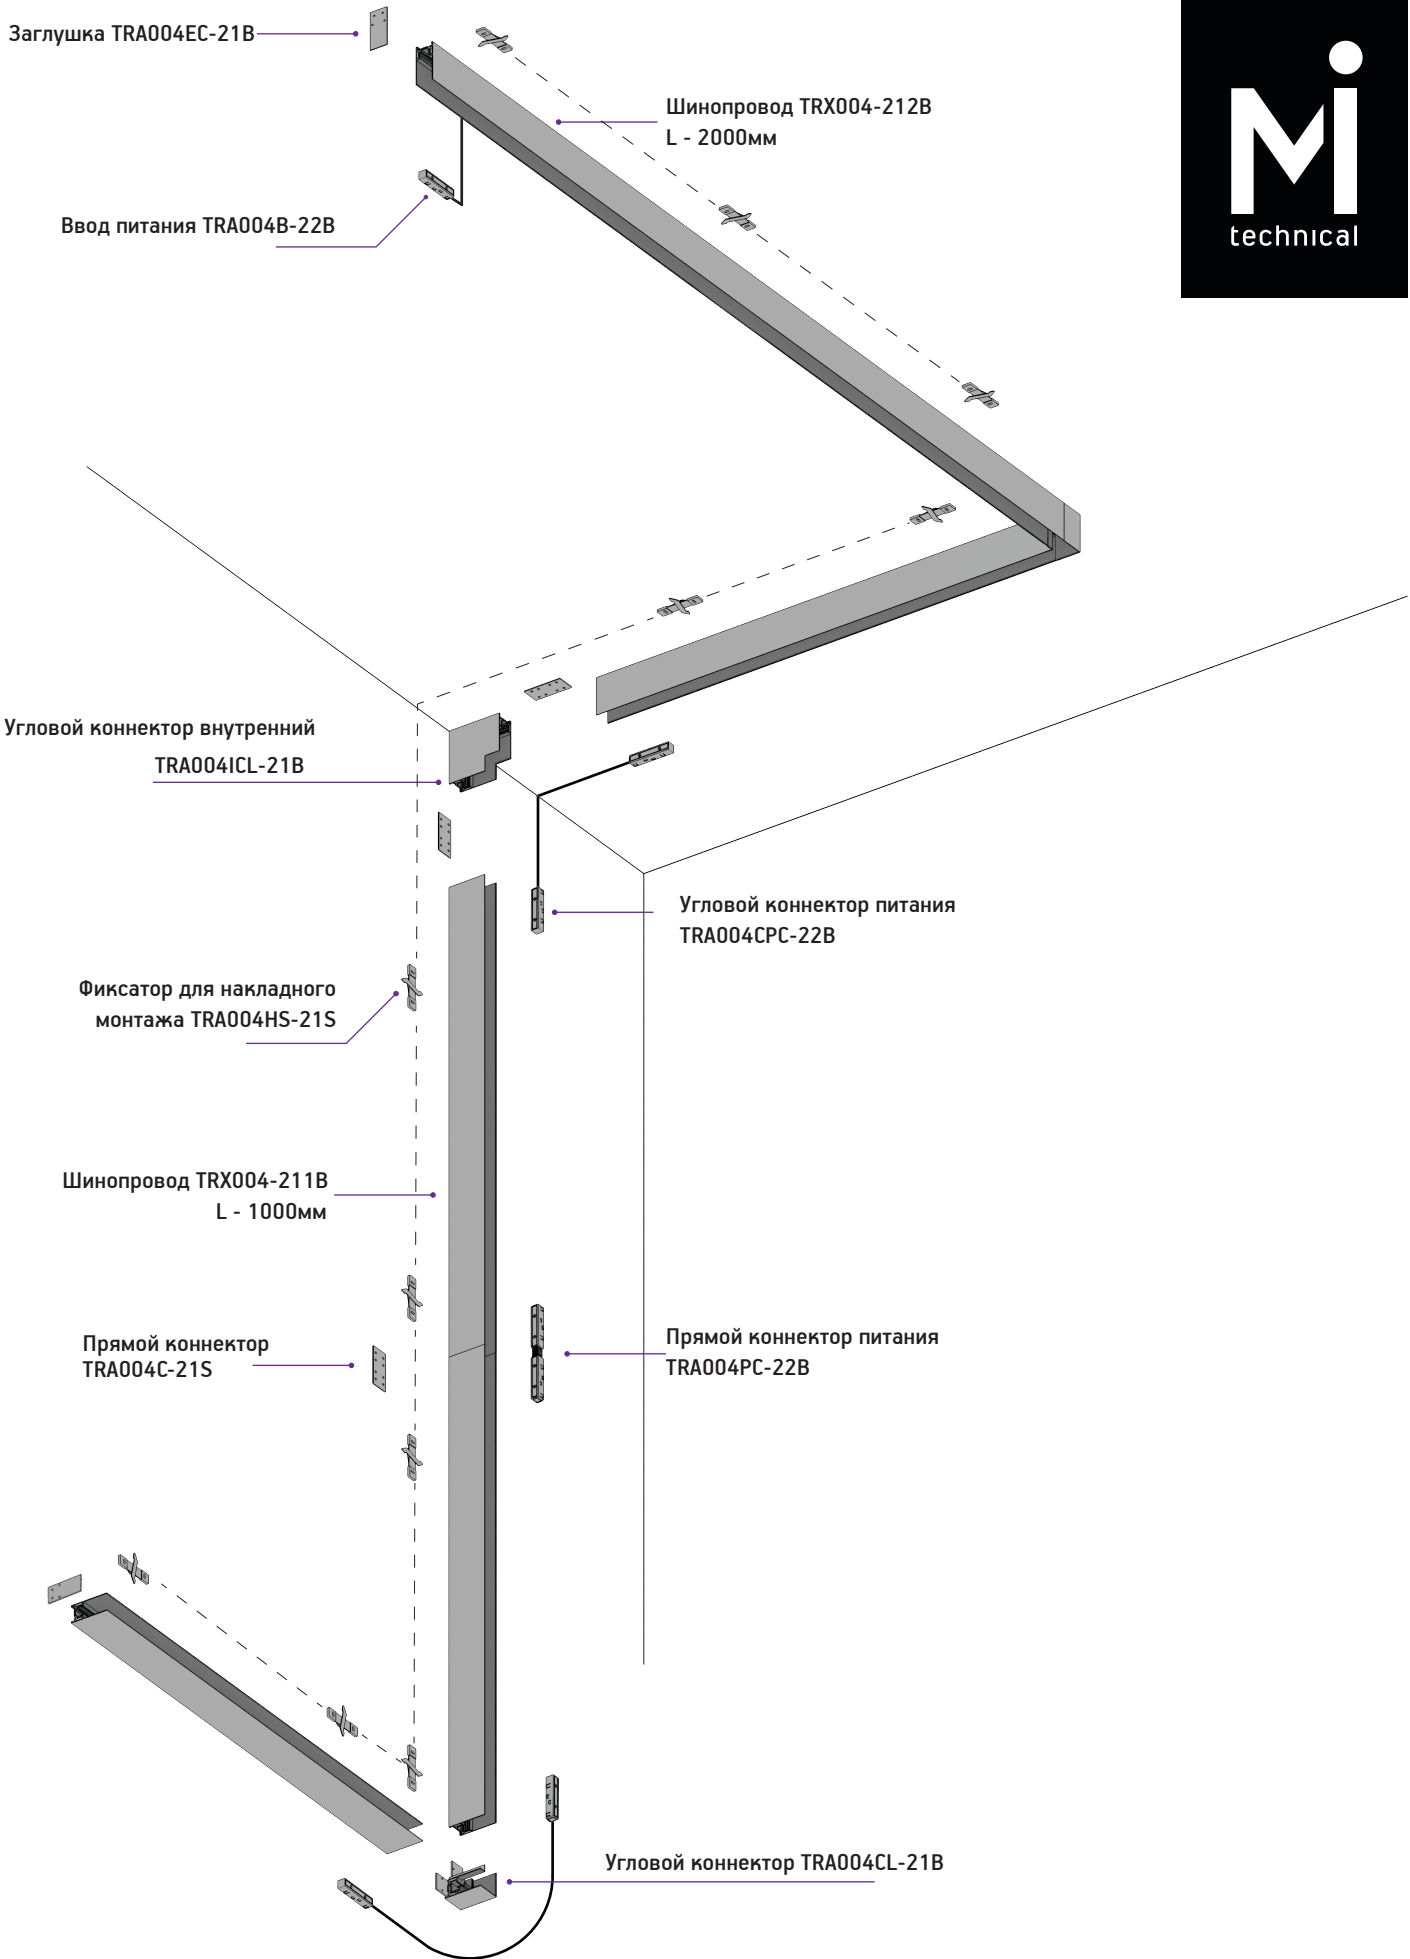 Заглушка TRA004EC-21B
Шинопровод TRX004-212B
L - 2000мм
Mi
technical
Ввод питания TRA004B-22B
Угловой коннектор внутренний
TRA004ICL-21B
Угловой коннектор питания
TRA004CPC-22B
Фиксатор для накладного
монтажа TRA004HS-21S
Шинопровод TRX004-211B
L - 1000мм
Прямой коннектор
TRA004C-21S
Прямой коннектор питания
TRA004PC-22B
Угловой коннектор TRA004CL-21B